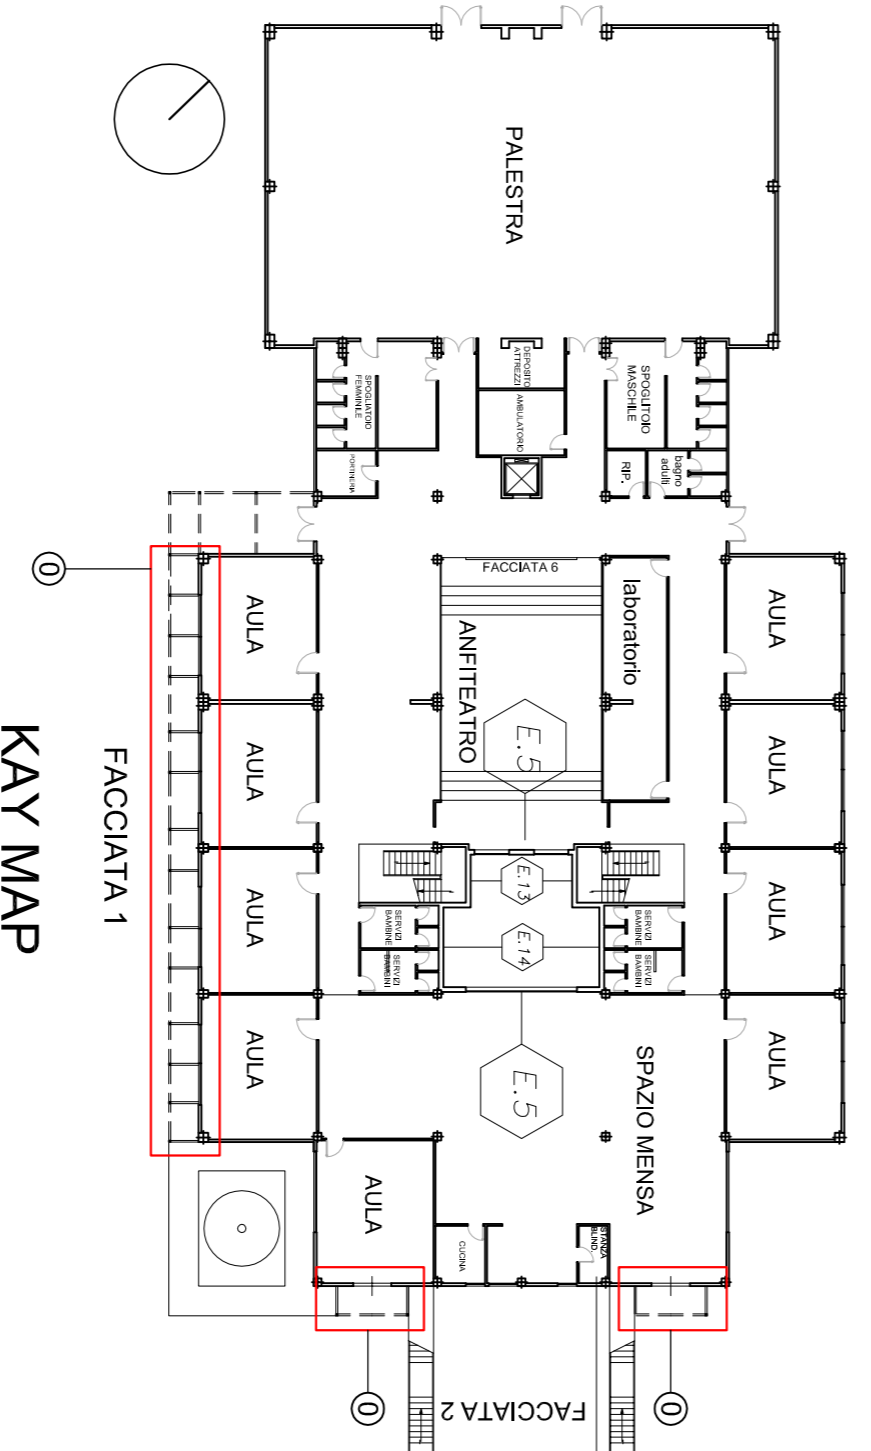 PALESTRA
DEPOSITO
ATTREZZI
SPOGLIATOIO
FEMMINILE
SPOGLITOIO
MASCHILE
AMBULATORIO
PORTINERIA
RIP.
bagno
adulti
FACCIATA 6
0
AULA
ANFITEATRO
laboratorio
AULA
AULA
E.5
AULA
FACCIATA 1
KAY MAP
AULA
E.13
AULA
SERVIZI
BAMBINE
SERVIZI
BAMBINE
E.14
SERVIZI
BAMBINI
SERVIZI
BAMBINI
AULA
E.5
SPAZIO MENSA
AULA
AULA
CUCINA
STANZA
BLIND.
0
FACCIATA 2
0